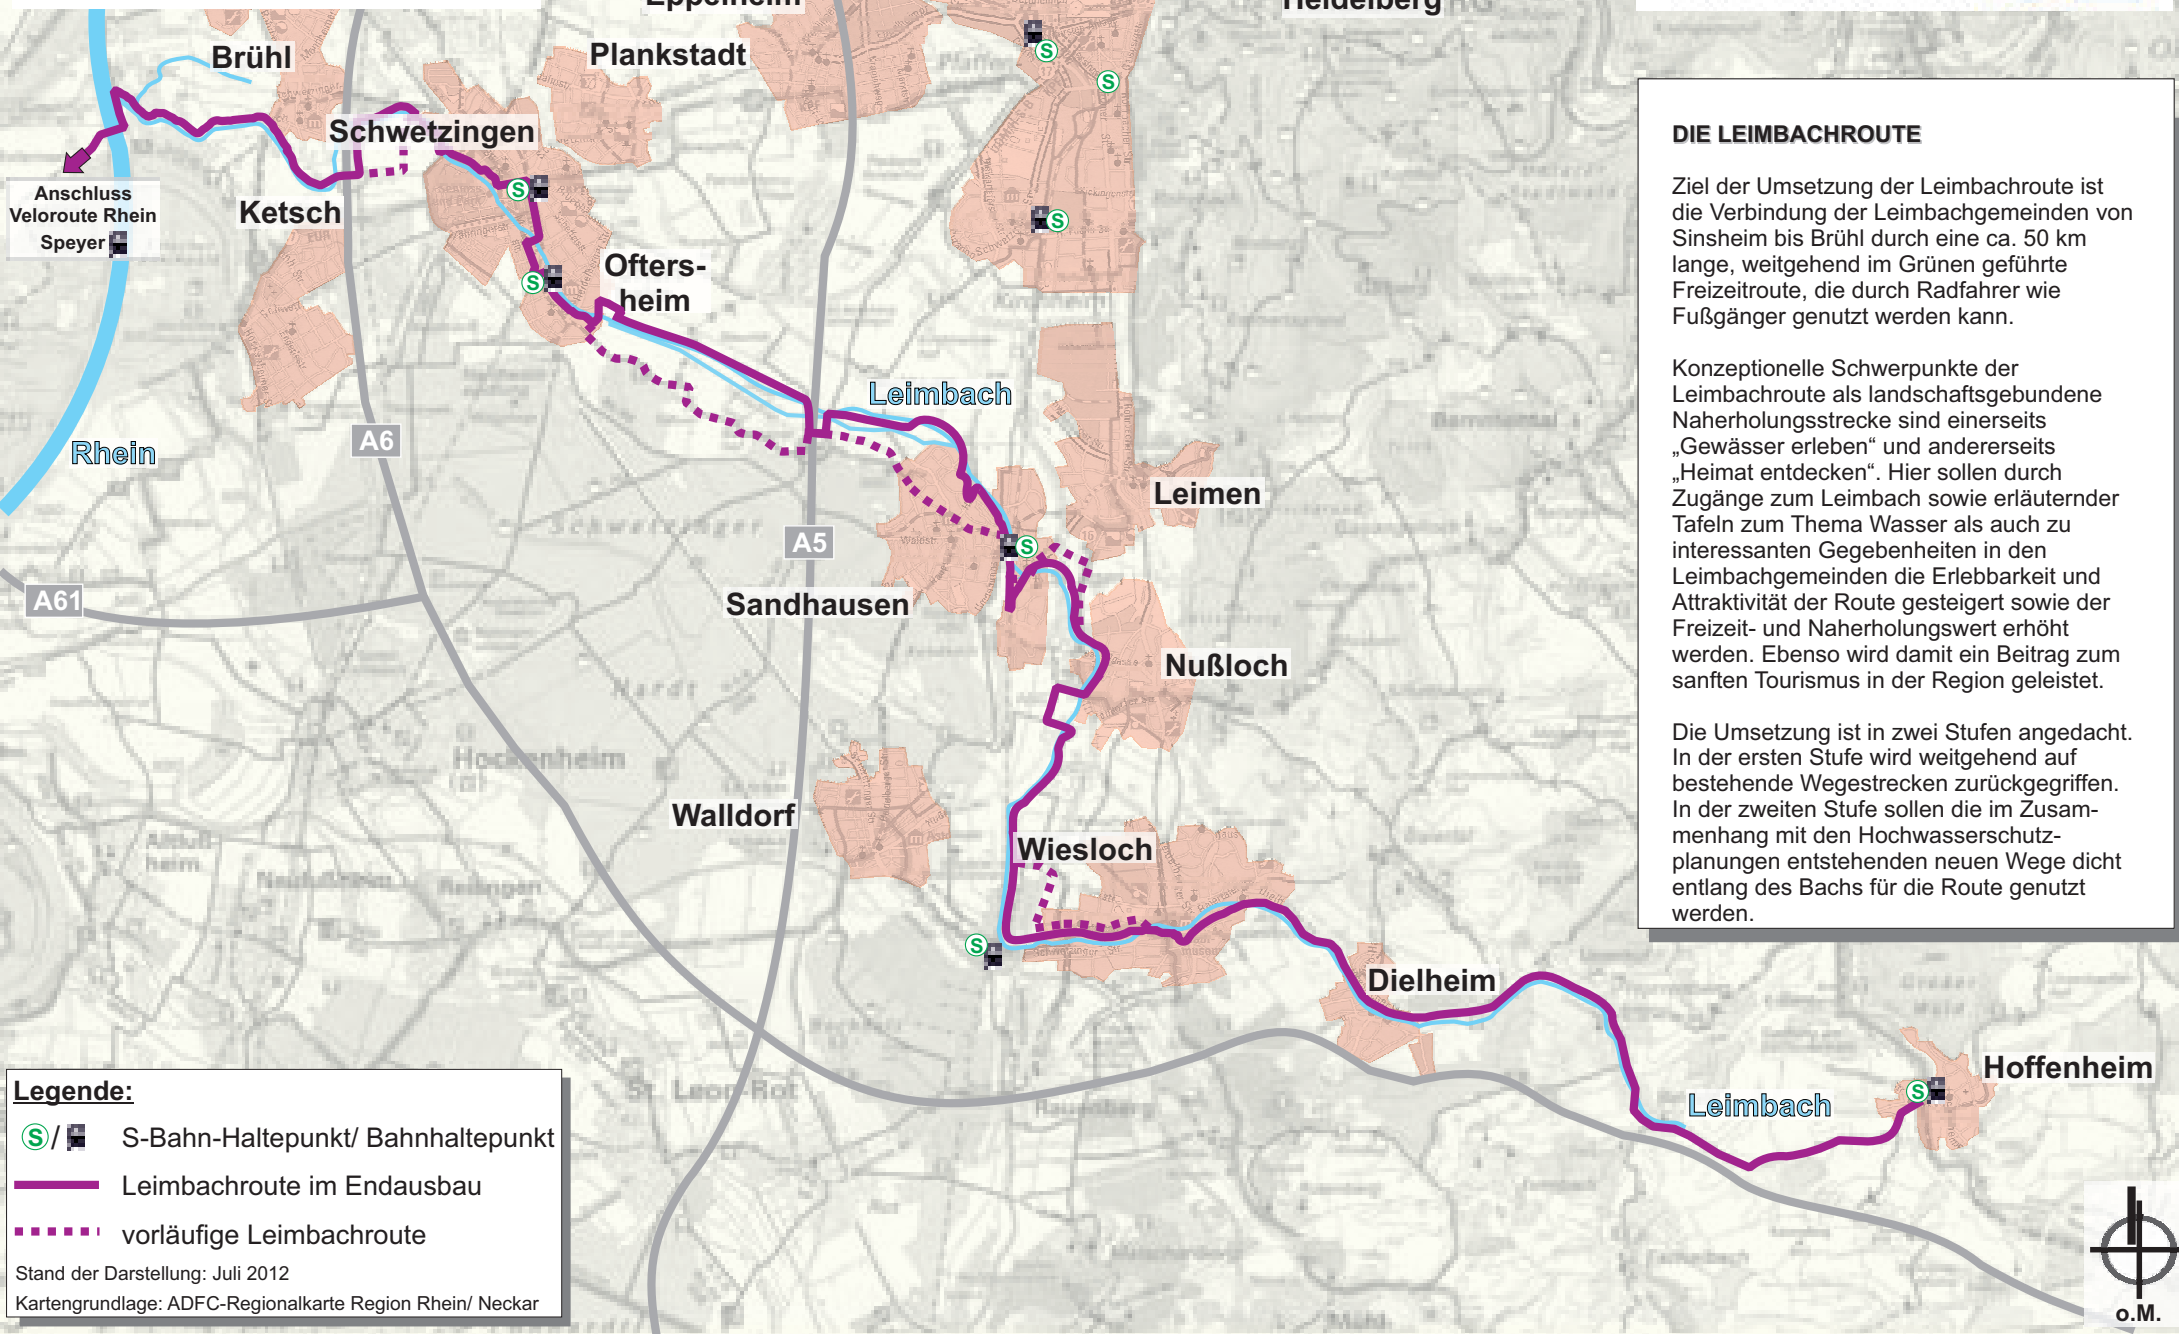 Eppelheim
Heidelberg
Brühl
Plankstadt
Schwetzingen
Anschluss
Veloroute Rhein
Speyer
Ketsch
Ofters-
heim
Leimbach
Rhein
A6
A5
A61
Leimen
Sandhausen
Nußloch
Hardt
Hockenheim
Walldorf
Wiesloch
Dielheim
St. Leon-Rot
Hoffenheim
Leimbach
DIE LEIMBACHROUTE
Ziel der Umsetzung der Leimbachroute ist
die Verbindung der Leimbachgemeinden von
Sinsheim bis Brühl durch eine ca. 50 km
lange, weitgehend im Grünen geführte
Freizeitroute, die durch Radfahrer wie
Fußgänger genutzt werden kann.
Konzeptionelle Schwerpunkte der
Leimbachroute als landschaftsgebundene
Naherholungsstrecke sind einerseits
„Gewässer erleben“ und andererseits
„Heimat entdecken“. Hier sollen durch
Zugänge zum Leimbach sowie erläuternder
Tafeln zum Thema Wasser als auch zu
interessanten Gegebenheiten in den
Leimbachgemeinden die Erlebbarkeit und
Attraktivität der Route gesteigert sowie der
Freizeit- und Naherholungswert erhöht
werden. Ebenso wird damit ein Beitrag zum
sanften Tourismus in der Region geleistet.
Die Umsetzung ist in zwei Stufen angedacht.
In der ersten Stufe wird weitgehend auf
bestehende Wegestrecken zurückgegriffen.
In der zweiten Stufe sollen die im Zusam-
menhang mit den Hochwasserschutz-
planungen entstehenden neuen Wege dicht
entlang des Bachs für die Route genutzt
werden.
Legende:
S / S-Bahn-Haltepunkt/ Bahnhaltepunkt
Leimbachroute im Endausbau
vorläufige Leimbachroute
Stand der Darstellung: Juli 2012
Kartengrundlage: ADFC-Regionalkarte Region Rhein/ Neckar
o.M.